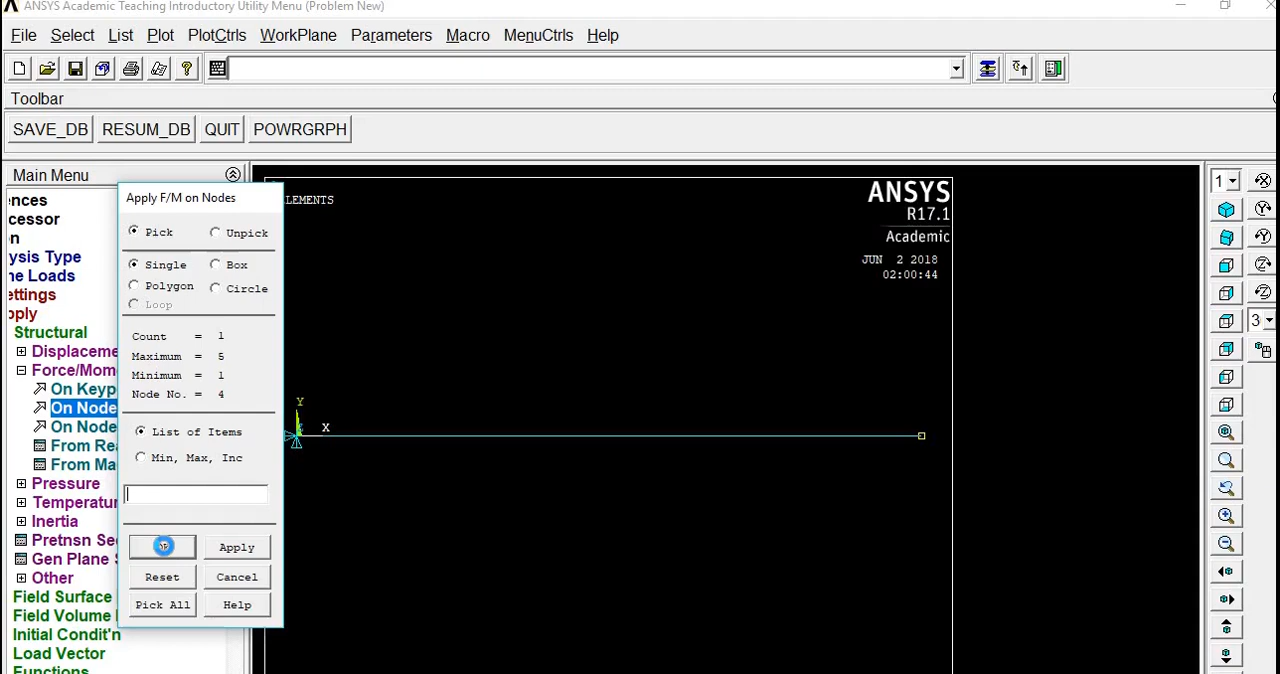 ANSYS Academic Teaching Introductory Utility Menu (Problem New)
File Select List Plot PlotCtrls WorkPlane Parameters Macro MenuCtrls Help
Toolbar
SAVE_DB RESUM_DB QUIT POWRGRPH
Main Menu
ences
cessor
on
lysis Type
ne Loads
ettings
pply
Structural
Displaceme
Force/Mome
On Keyp
On Node
On Node
From Rea
From Ma
Pressure
Temperatu
Inertia
Pretnsn Se
Gen Plane S
Other
Field Surface
Field Volume
Initial Condit'n
Load Vector
Functions
Apply F/M on Nodes
Pick Unpick
Single Box
Polygon Circle
Loop
Count = 1
Maximum = 5
Minimum = 1
Node No. = 4
List of Items
Min, Max, Inc
Apply
Reset Cancel
Pick All Help
ELEMENTS
ANSYS
R17.1
Academic
JUN 2 2018
02:00:44
Y
X
1
3